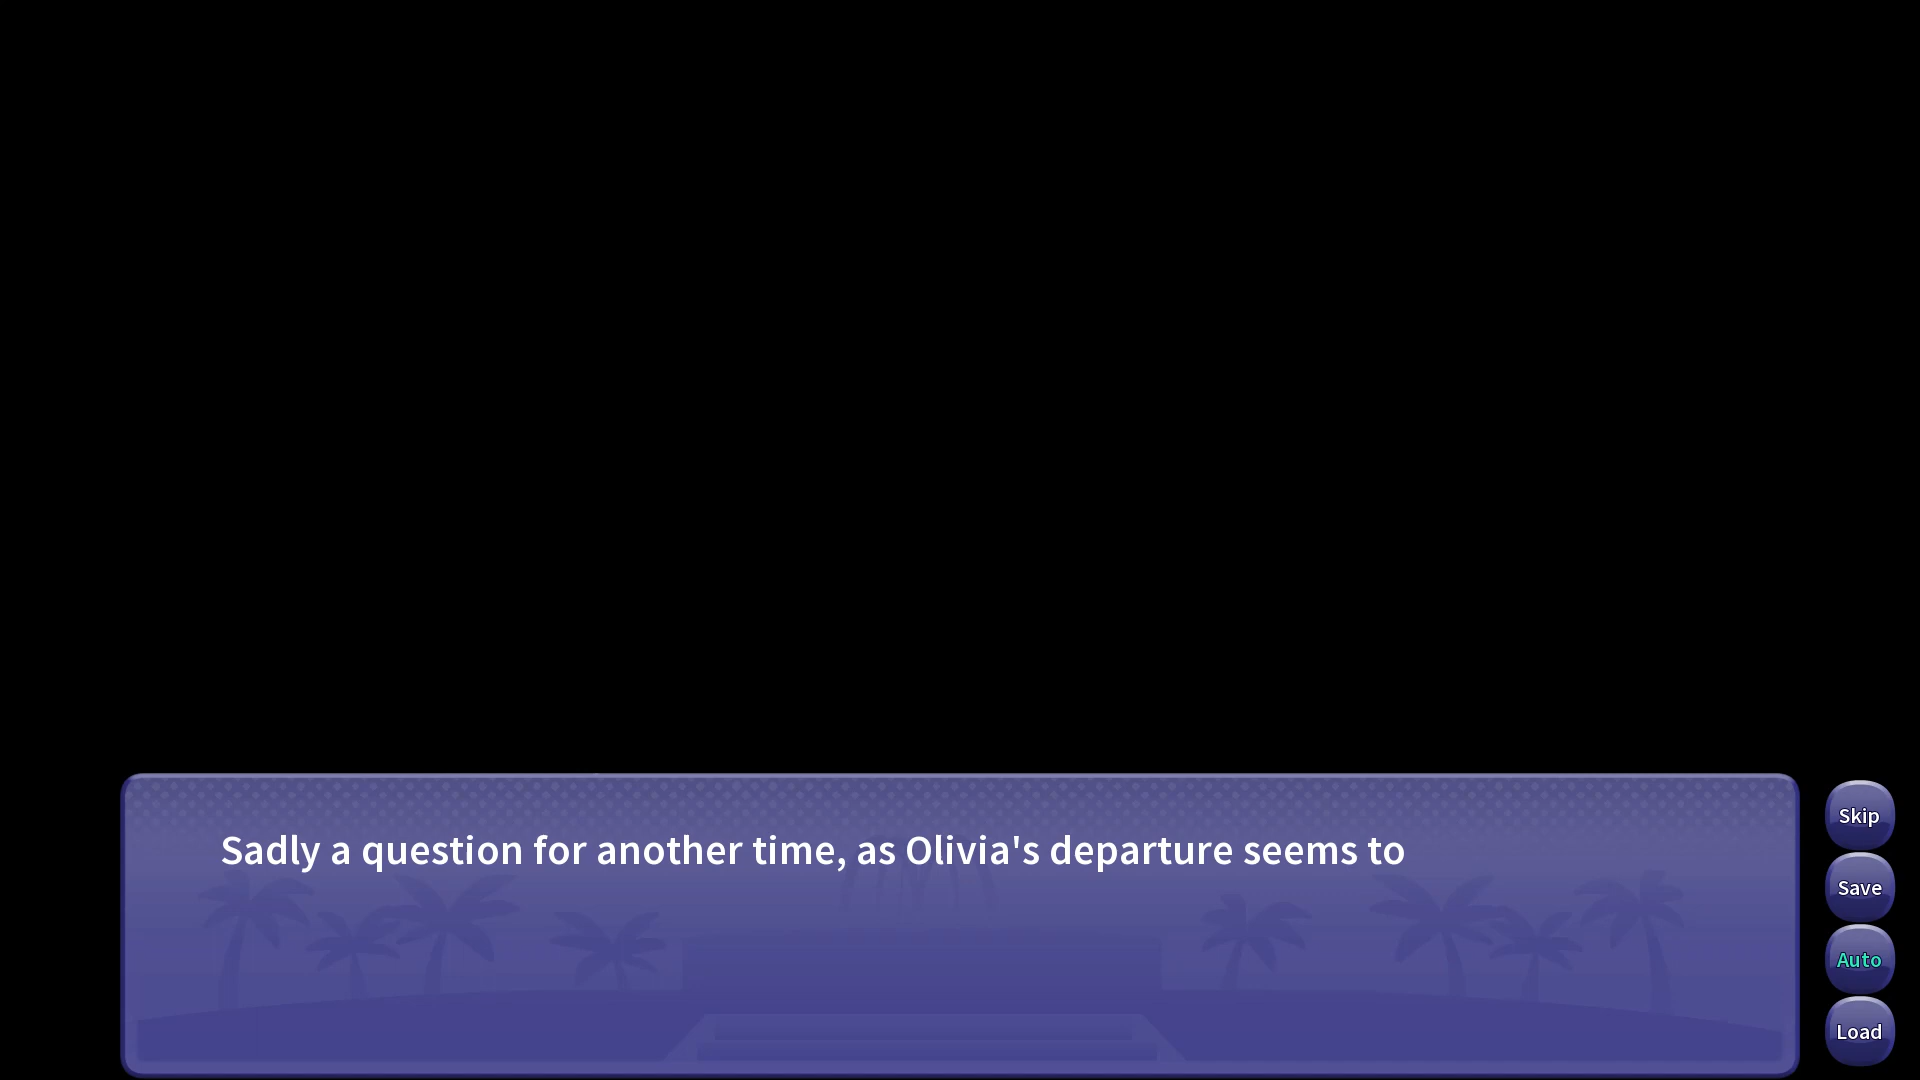 Sadly a question for another time, as Olivia's departure seems to
Skip
Save
Auto
Load